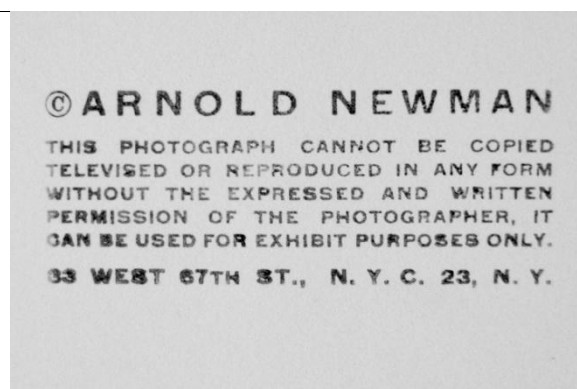 © ARNOLD NEWMAN
THIS PHOTOGRAPH CANNOT BE COPIED
TELEVISED OR REPRODUCED IN ANY FORM
WITHOUT THE EXPRESSED AND WRITTEN
PERMISSION OF THE PHOTOGRAPHER, IT
CAN BE USED FOR EXHIBIT PURPOSES ONLY.
33 WEST 67TH ST., N. Y. C. 23, N. Y.